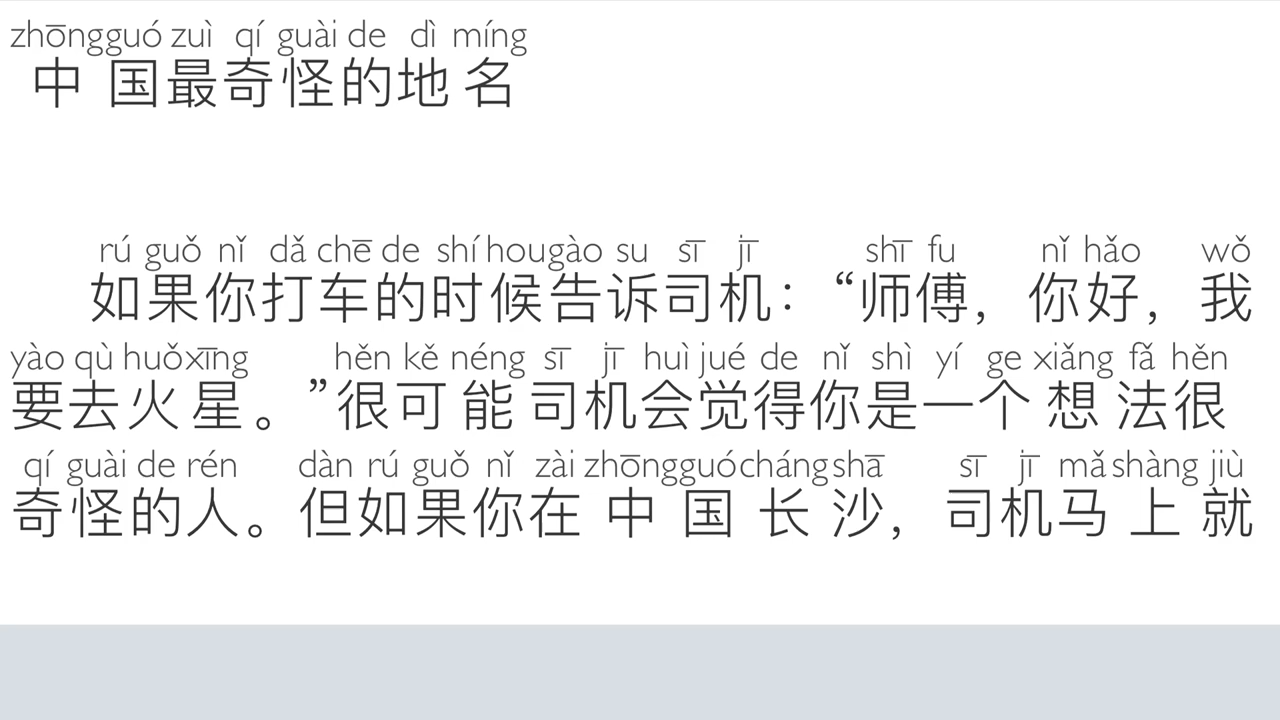 zhōngguó zuì qí guài de dì míng
中国最奇怪的地名
rú guǒ nǐ dǎ chē de shí hougào su sī jī shī fu nǐ hǎo wǒ
如果你打车的时候告诉司机：“师傅，你好，我
yào qù huǒxīng hěn kě néng sī jī huì jué de nǐ shì yí ge xiǎng fǎ hěn
要去火星。”很可能司机会觉得你是一个想法很
qí guài de rén dàn rú guǒ nǐ zài zhōngguóchángshā sī jī mǎ shàng jiù
奇怪的人。但如果你在中国长沙，司机马上就